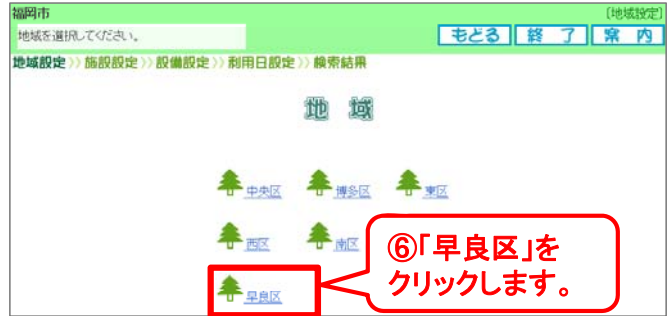 福岡市 [地域設定]
地域を選択してください。 もどる 終 了 案 内
地域設定>>施設設定>>設備設定>>利用日設定>>検索結果
地 域
中央区 博多区 東区
西区 南区
早良区
⑥「早良区」を
クリックします。